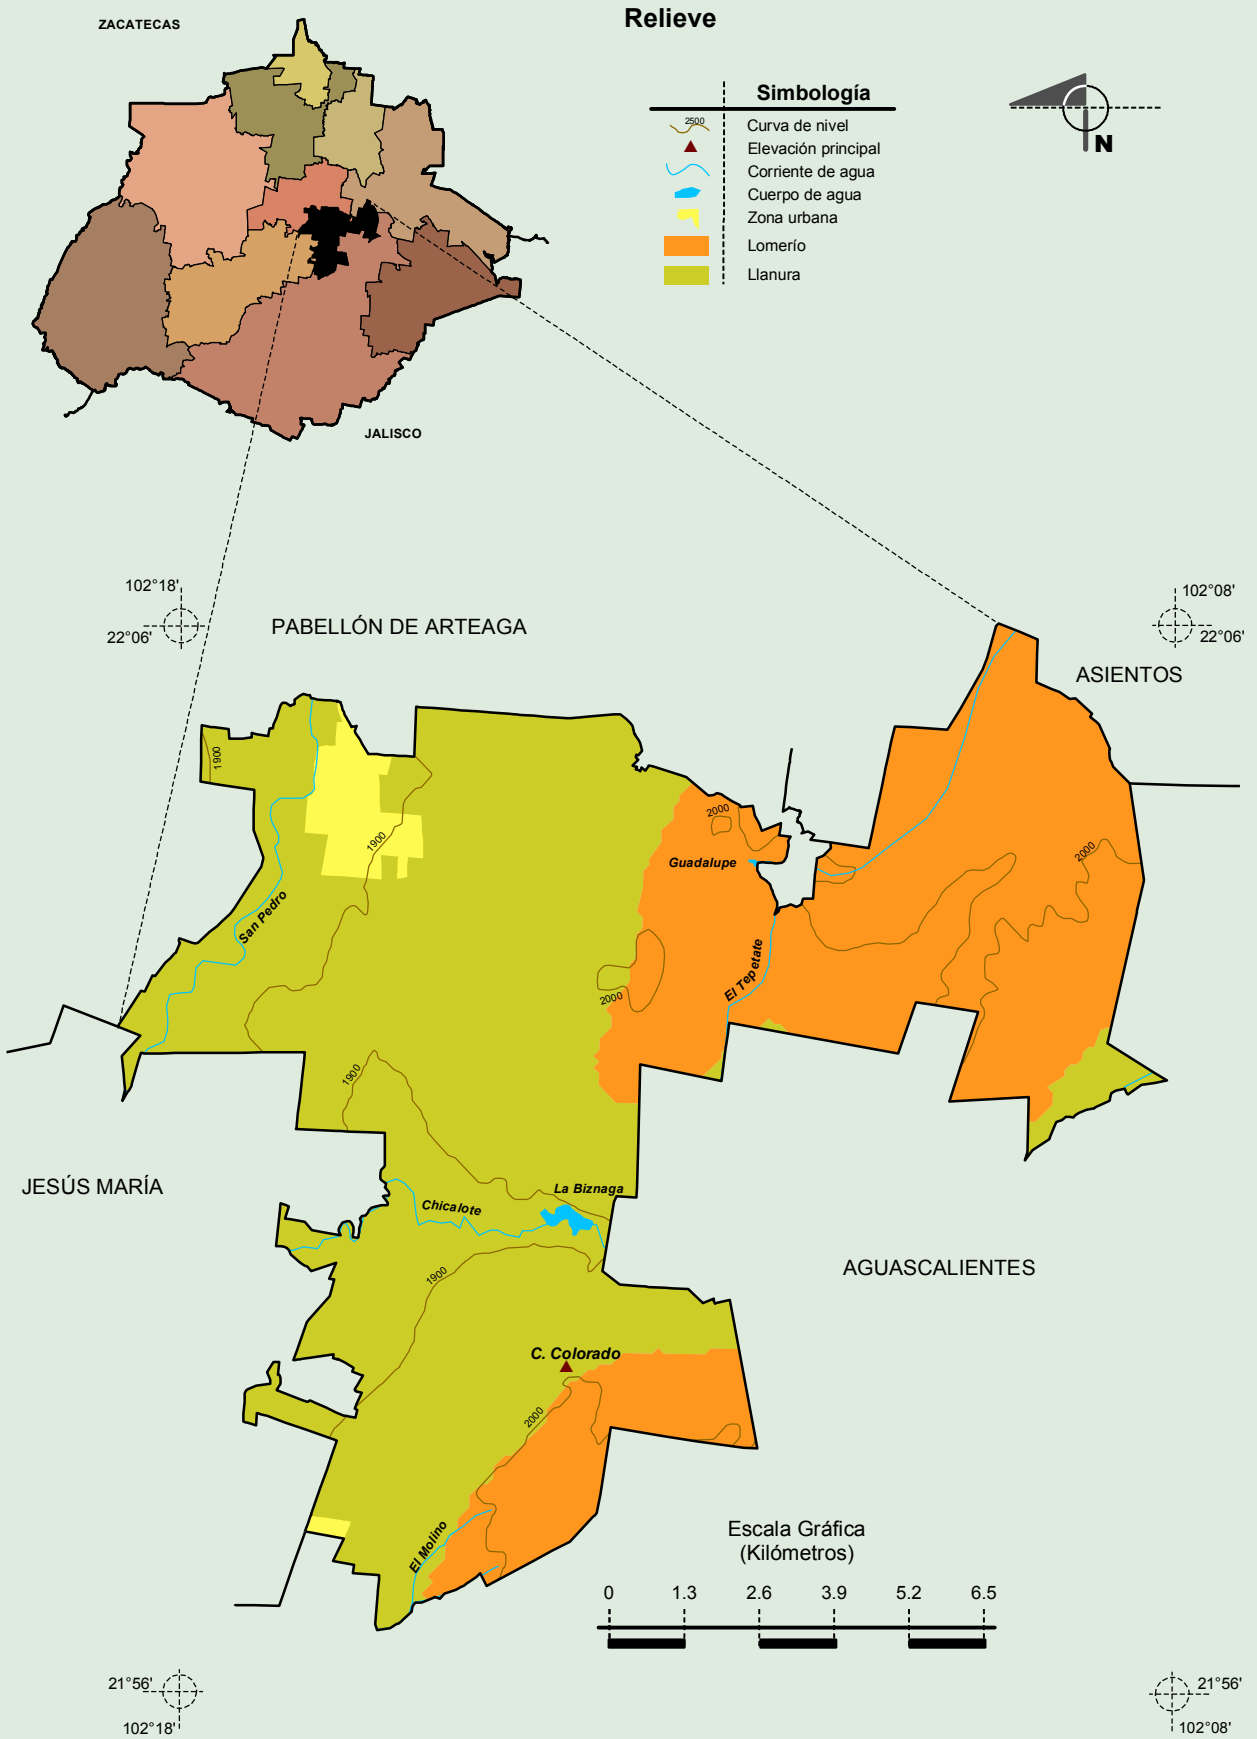 Relieve
ZACATECAS
JALISCO
Simbología
2500
Curva de nivel
Elevación principal
Corriente de agua
Cuerpo de agua
Zona urbana
Lomerío
Llanura
N
102°18'
22°06'
102°08'
22°06'
PABELLÓN DE ARTEAGA
ASIENTOS
1900
1900
2000
2000
Guadalupe
San Pedro
El Tepetate
2000
1900
JESÚS MARÍA
La Biznaga
Chicalote
AGUASCALIENTES
1900
C. Colorado
2000
El Molino
Escala Gráfica
(Kilómetros)
0 1.3 2.6 3.9 5.2 6.5
21°56'
102°18'
21°56'
102°08'